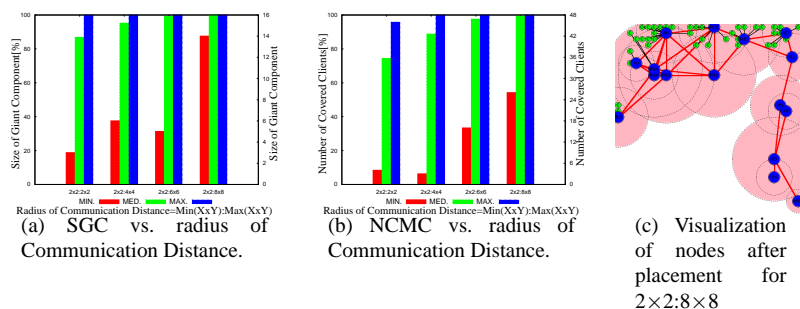 100
80
60
40
20
0
16
14
12
10
8
6
4
2
0
Size of Giant Component[%]
Size of Giant Component
2x2:2x2 2x2:4x4 2x2:6x6 2x2:8x8
MIN. MED. MAX.
Radius of Communication Distance=Min(XxY):Max(XxY)
(a) SGC vs. radius of
Communication Distance.
100
80
60
40
20
0
48
42
36
30
24
18
12
6
0
Number of Covered Clients[%]
Number of Covered Clients
2x2:2x2 2x2:4x4 2x2:6x6 2x2:8x8
MIN. MED. MAX.
Radius of Communication Distance=Min(XxY):Max(XxY)
(b) NCMC vs. radius of
Communication Distance.
(c) Visualization
of nodes after
placement for
2×2:8×8